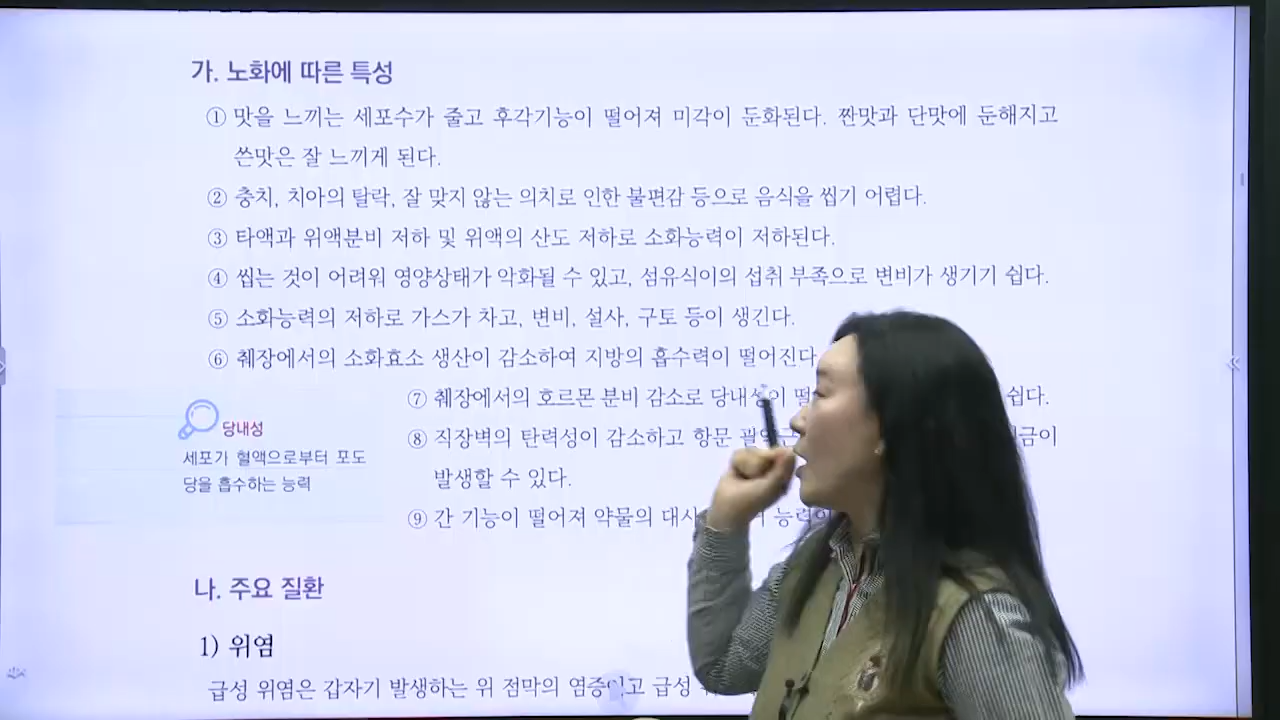 가. 노화에 따른 특성
① 맛을 느끼는 세포수가 줄고 후각기능이 떨어져 미각이 둔화된다. 짠맛과 단맛에 둔해지고
쓴맛은 잘 느끼게 된다.
② 충치, 치아의 탈락, 잘 맞지 않는 의치로 인한 불편감 등으로 음식을 씹기 어렵다.
③ 타액과 위액분비 저하 및 위액의 산도 저하로 소화능력이 저하된다.
④ 씹는 것이 어려워 영양상태가 악화될 수 있고, 섬유식이의 섭취 부족으로 변비가 생기기 쉽다.
⑤ 소화능력의 저하로 가스가 차고, 변비, 설사, 구토 등이 생긴다.
⑥ 췌장에서의 소화효소 생산이 감소하여 지방의 흡수력이 떨어진다
⑦ 췌장에서의 호르몬 분비 감소로 당내성이 쉽다.
⑧ 직장벽의 탄력성이 감소하고 항문
발생할 수 있다.
⑨ 간 기능이 떨어져 약물의 대사
당내성
세포가 혈액으로부터 포도
당을 흡수하는 능력
나. 주요 질환
1) 위염
급성 위염은 갑자기 발생하는 위 점막의 염증이고 급성